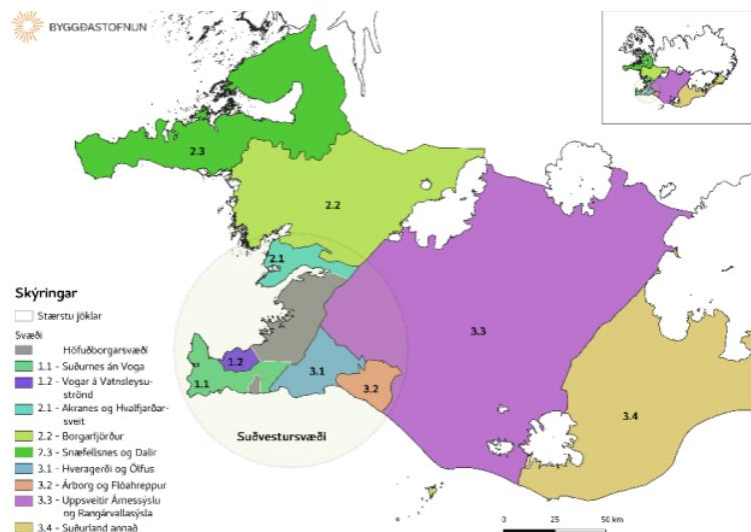 BYGGÐASTOFNUN
2.3
2.2
2.1
3.3
1.2
3.1
1.1
3.2
3.4
Suðvestursvæði
Skýringar
Stærstu jöklar
Svæði
Höfuðborgarsvæði
1.1 - Suðurnes án Voga
1.2 - Vogar á Vatnsleysu-
strönd
2.1 - Akranes og Hvalfjarðar-
sveit
2.2 - Borgarfjörður
2.3 - Snæfellsnes og Dalir
3.1 - Hveragerði og Ölfus
3.2 - Árborg og Flóahreppur
3.3 - Uppsveitir Árnessýslu
og Rangárvallasýsla
3.4 - Suðurland annað
0 25 50 km